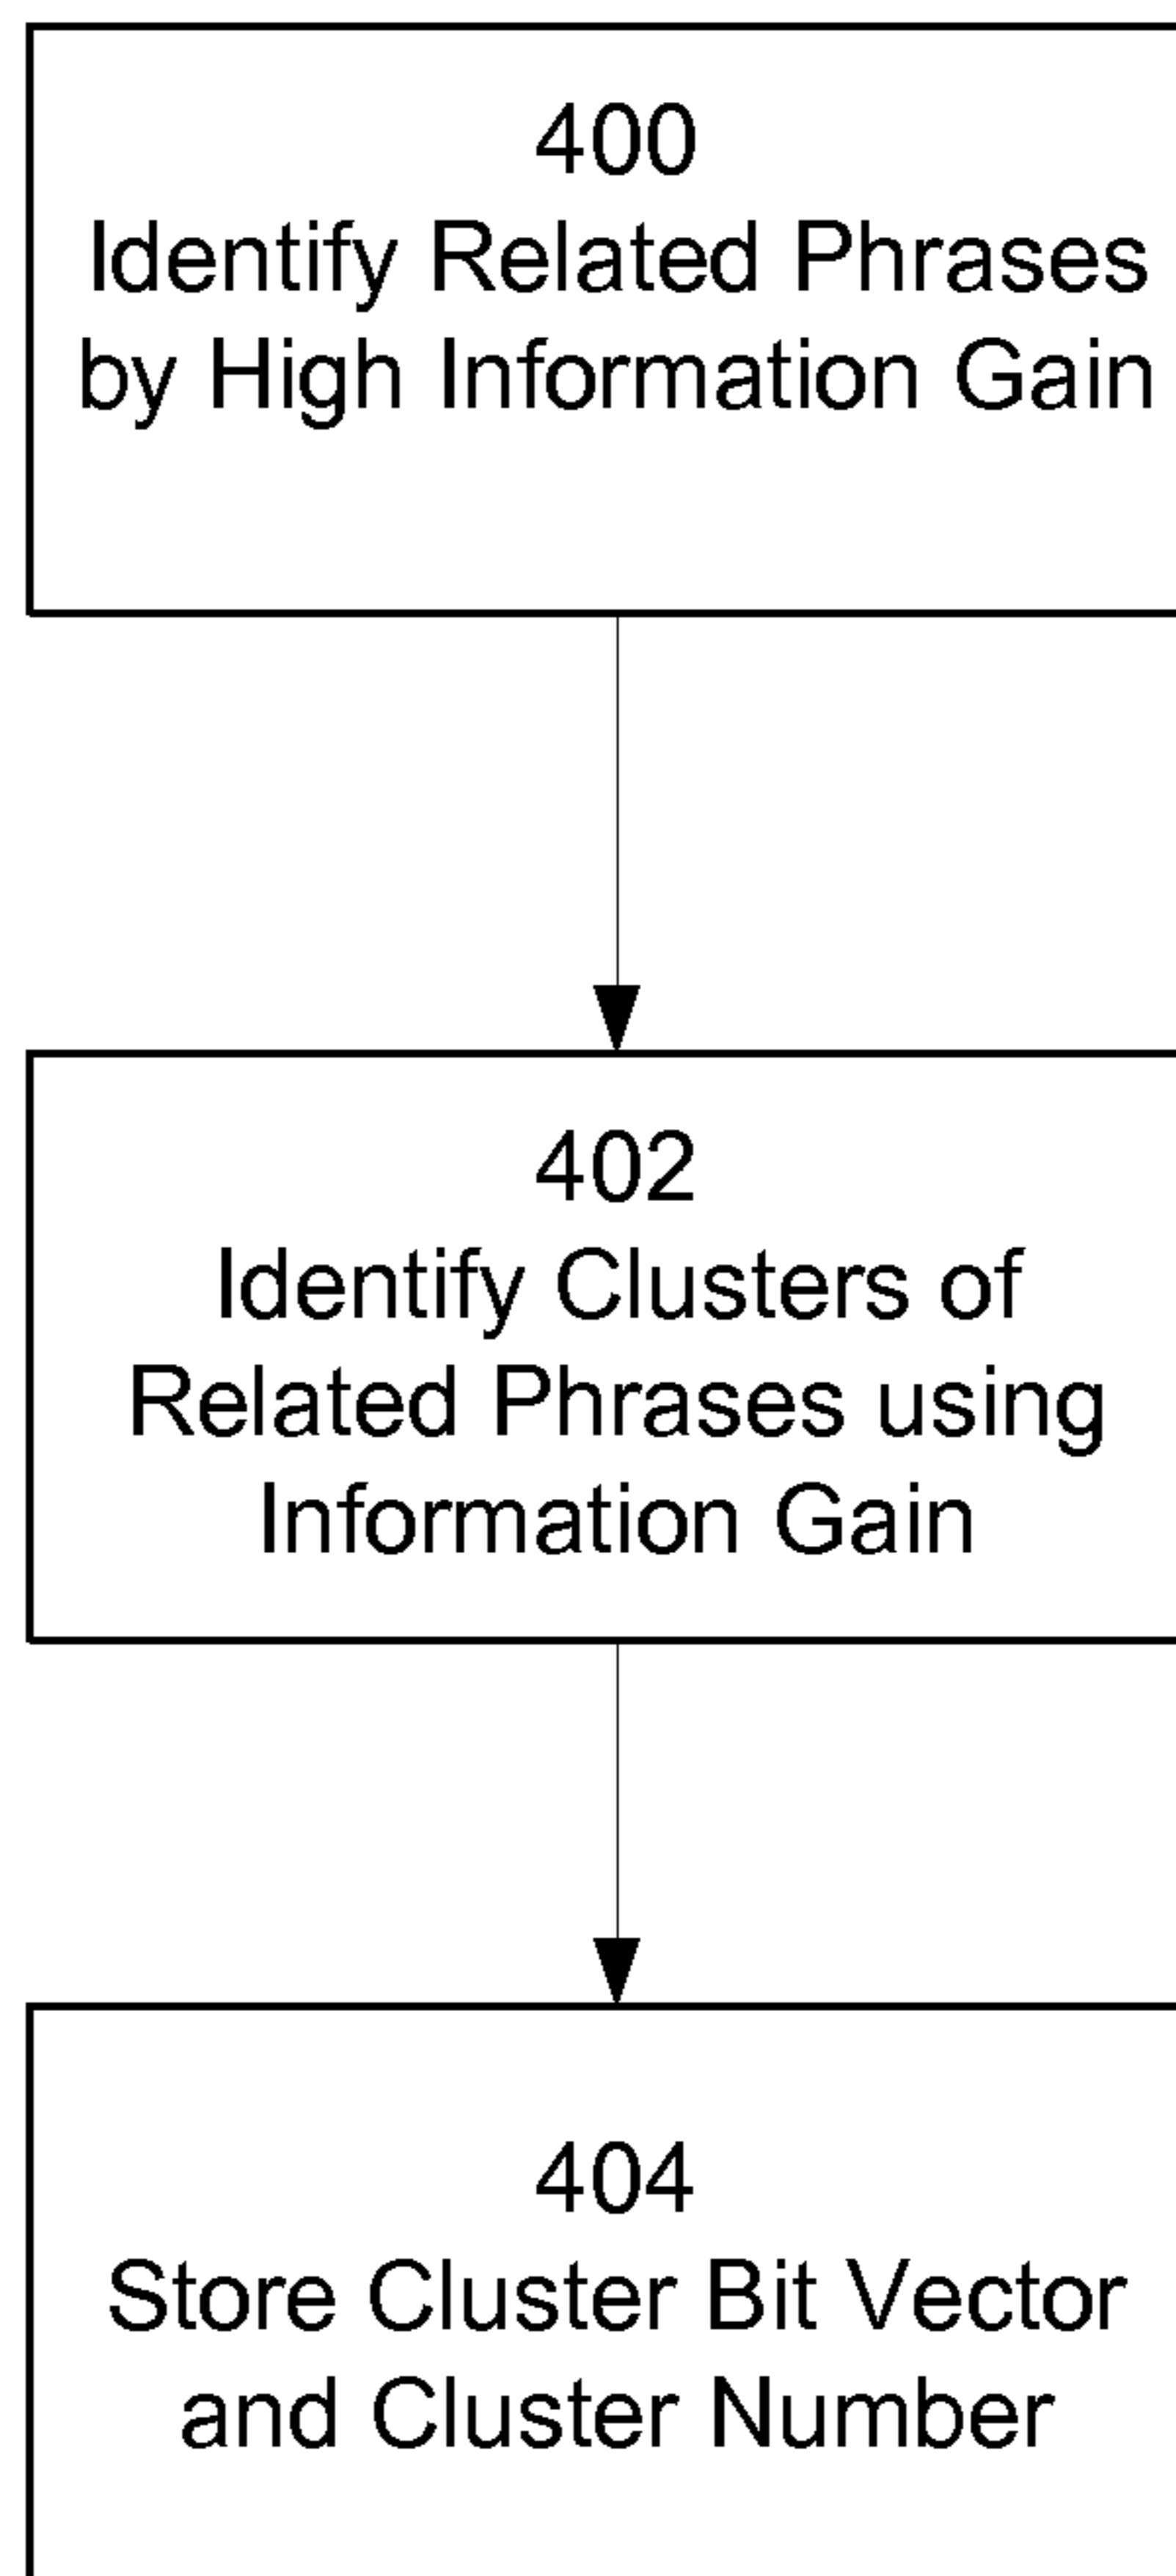 400
Identify Related Phrases
by High Information Gain
402
Identify Clusters of
Related Phrases using
Information Gain
404
Store Cluster Bit Vector
and Cluster Number